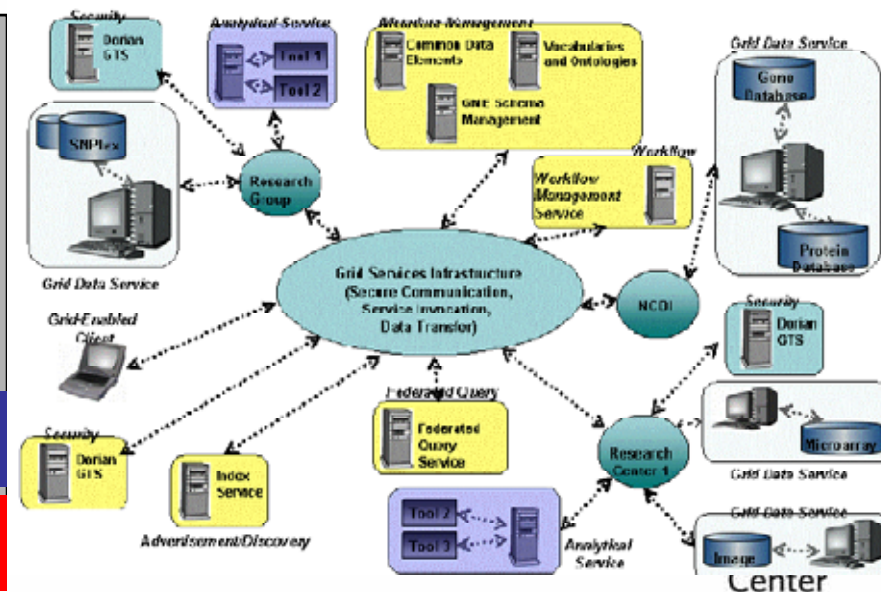 Security
Dorian
GTS
Analytical Service
Tool 1
Tool 2
Metadata Management
Common Data
Elements
Vocabularies
and Ontologies
GME Schema
Management
Grid Data Service
Gene
Database
Protein
Database
SNPlex
Grid Data Service
Research
Group
Workflow
Workflow
Management
Service
Grid Services Infrastructure
(Secure Communication,
Service Invocation,
Data Transfer)
Grid-Enabled
Client
Security
Dorian
GTS
Security
Dorian
GTS
Index
Service
Advertisement/Discovery
Federated Query
Federated
Query
Service
Research
Center 1
Microarray
Grid Data Service
Tool 2
Tool 3
Analytical
Service
Grid Data Service
Image
Center